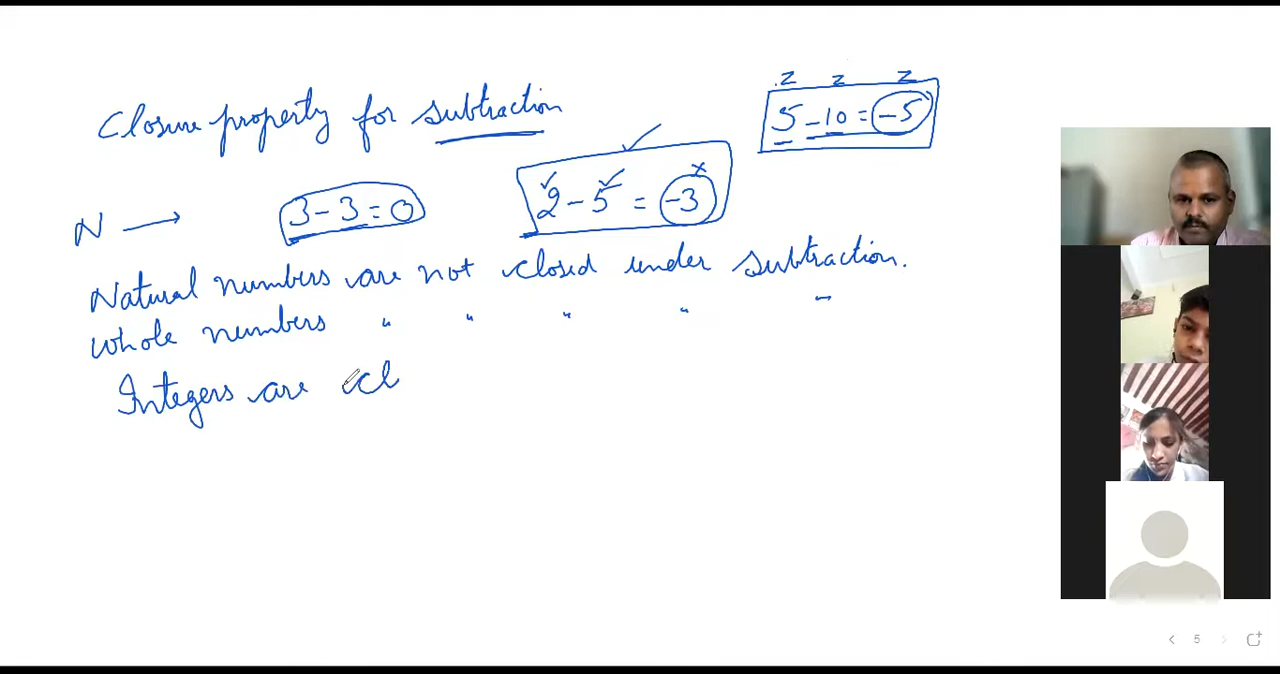 Closure property for subtraction
z z z
5 - 10 = -5
N → 3 - 3 = 0 2 - 5 = -3
Natural numbers are not closed under subtraction.
Whole numbers " " " " "
Integers are cl
5